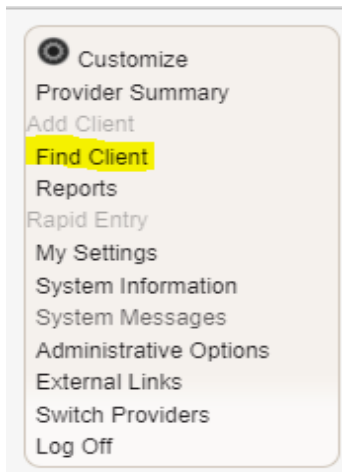 Customize
Provider Summary
Add Client
Find Client
Reports
Rapid Entry
My Settings
System Information
System Messages
Administrative Options
External Links
Switch Providers
Log Off